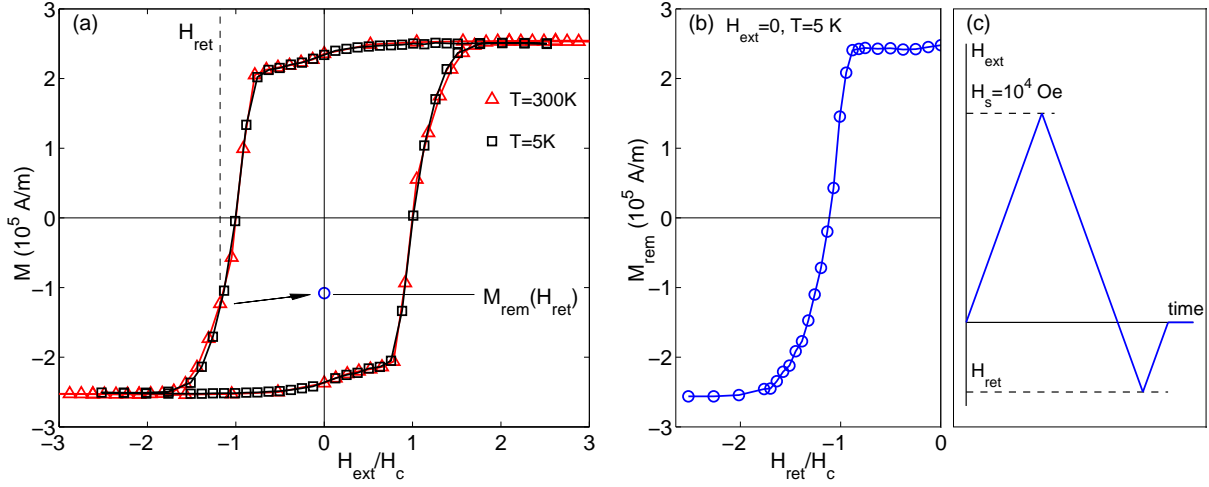 (a)
H_ret
T=300K
T=5K
M_rem(H_ret)
M (10^5 A/m)
3
2
1
0
−1
−2
−3
−3
−2
−1
0
1
2
3
H_ext/H_c
(b)
H_ext=0, T=5 K
M_rem (10^5 A/m)
3
2
1
0
−1
−2
−3
−2
−1
0
H_ret/H_c
(c)
H_ext
H_s=10^4 Oe
time
H_ret